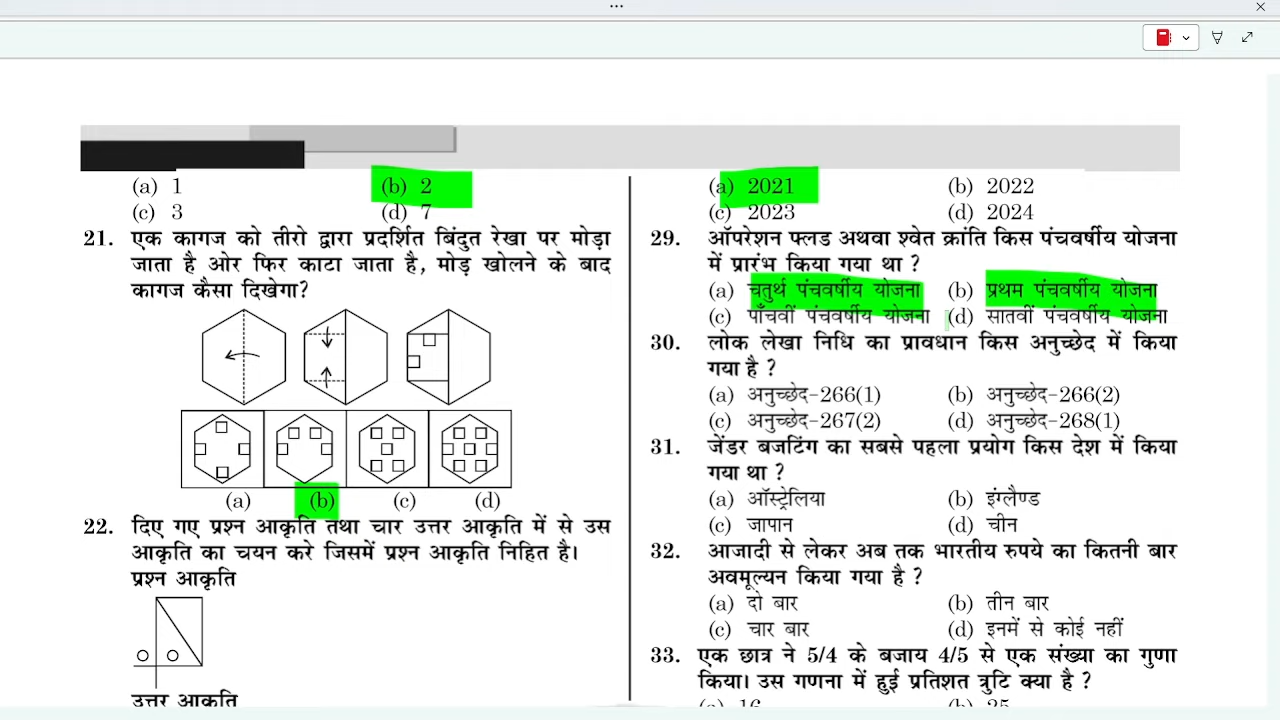 (a) 1 (b) 2
(c) 3 (d) 7
21. एक कागज को तीरो द्वारा प्रदर्शित बिंदुत रेखा पर मोड़ा
जाता है ओर फिर काटा जाता है, मोड़ खोलने के बाद
कागज कैसा दिखेगा?
(a) (b) (c) (d)
22. दिए गए प्रश्न आकृति तथा चार उत्तर आकृति में से उस
आकृति का चयन करे जिसमें प्रश्न आकृति निहित है।
प्रश्न आकृति
उत्तर आकृति
(a) 2021 (b) 2022
(c) 2023 (d) 2024
29. ऑपरेशन फ्लड अथवा श्वेत क्रांति किस पंचवर्षीय योजना
में प्रारंभ किया गया था ?
(a) चतुर्थ पंचवर्षीय योजना (b) प्रथम पंचवर्षीय योजना
(c) पाँचवीं पंचवर्षीय योजना (d) सातवीं पंचवर्षीय योजना
30. लोक लेखा निधि का प्रावधान किस अनुच्छेद में किया
गया है ?
(a) अनुच्छेद-266(1) (b) अनुच्छेद-266(2)
(c) अनुच्छेद-267(2) (d) अनुच्छेद-268(1)
31. जेंडर बजटिंग का सबसे पहला प्रयोग किस देश में किया
गया था ?
(a) ऑस्ट्रेलिया (b) इंग्लैण्ड
(c) जापान (d) चीन
32. आजादी से लेकर अब तक भारतीय रुपये का कितनी बार
अवमूल्यन किया गया है ?
(a) दो बार (b) तीन बार
(c) चार बार (d) इनमें से कोई नहीं
33. एक छात्र ने 5/4 के बजाय 4/5 से एक संख्या का गुणा
किया। उस गणना में हुई प्रतिशत त्रुटि क्या है ?
(a) 16 (b) 25